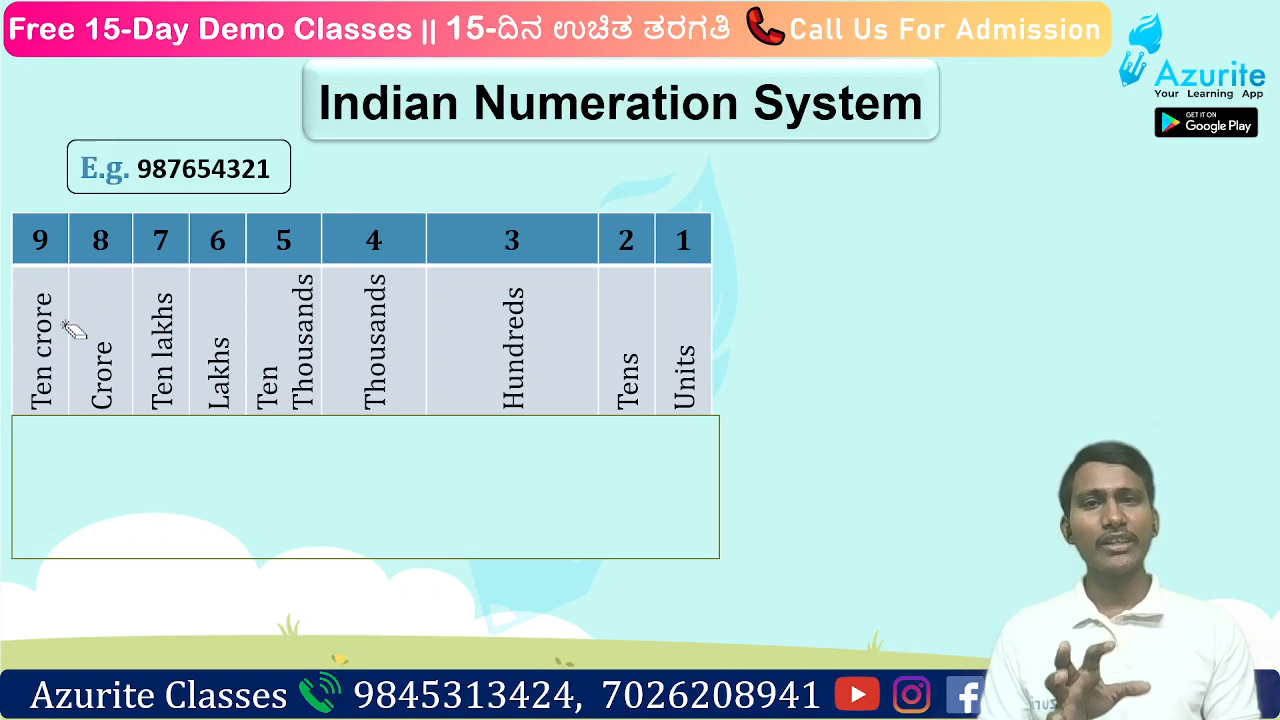 Free 15-Day Demo Classes || 15-ದಿನ ಉಚಿತ ತರಗತಿ Call Us For Admission
Azurite
Your Learning App
GET IT ON
Google Play
Indian Numeration System
E.g. 987654321
9 8 7 6 5 4 3 2 1
Ten crore
Crore
Ten lakhs
Lakhs
Ten
Thousands
Thousands
Hundreds
Tens
Units
Azurite Classes 9845313424, 7026208941